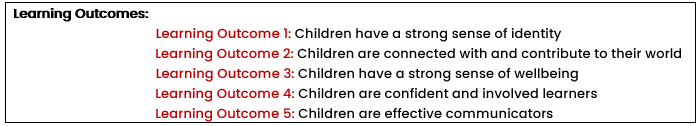 Learning Outcomes:
Learning Outcome 1: Children have a strong sense of identity
Learning Outcome 2: Children are connected with and contribute to their world
Learning Outcome 3: Children have a strong sense of wellbeing
Learning Outcome 4: Children are confident and involved learners
Learning Outcome 5: Children are effective communicators